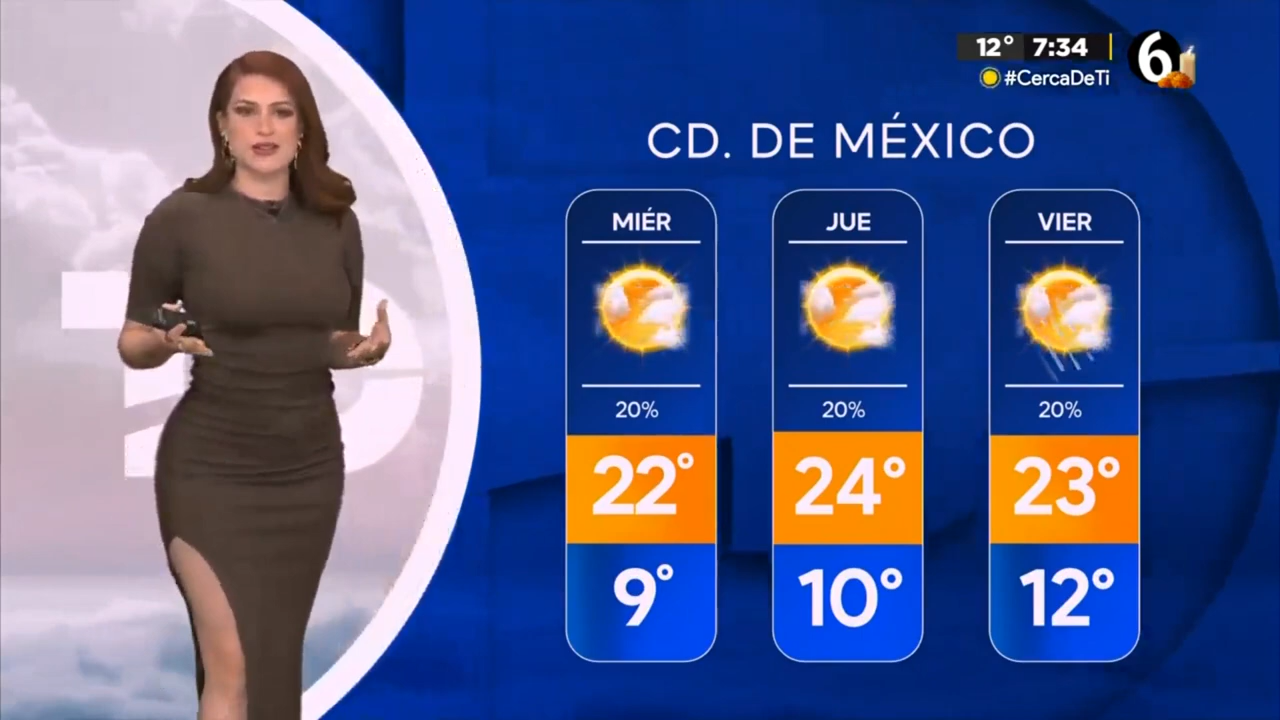 12° 7:34
6
#CercaDeTi
CD. DE MÉXICO
MIÉR JUE VIER
20% 20% 20%
22° 24° 23°
9° 10° 12°